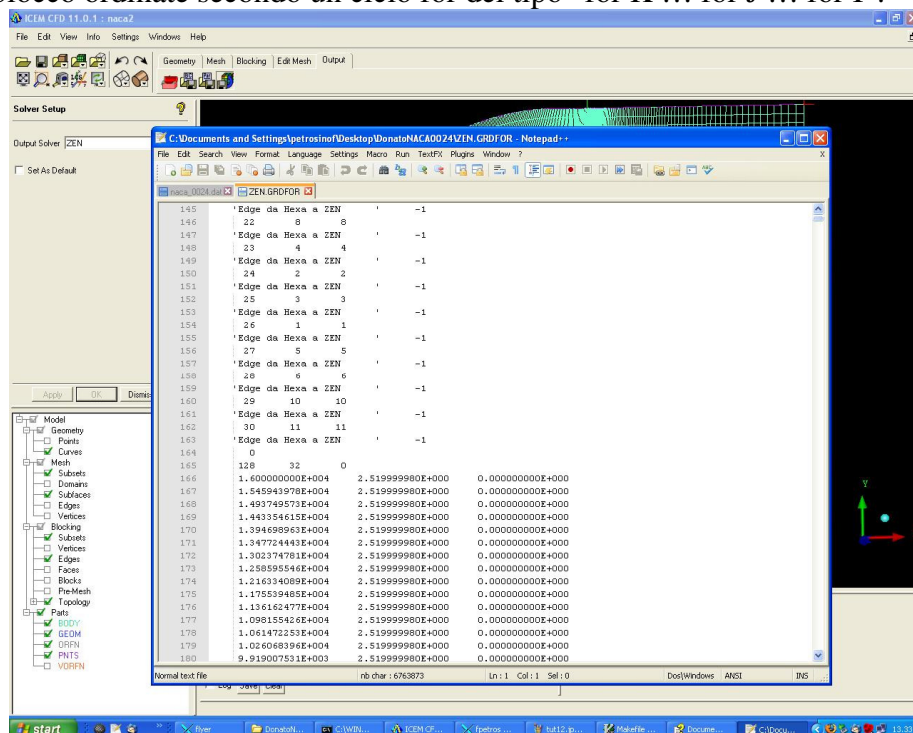 blocco ordinate secondo un ciclo for del tipo "for K … for J … for I".
ICEM CFD 11.0.1 : naca2
File Edit View Info Settings Windows Help
Geometry Mesh Blocking Edit Mesh Output
Solver Setup
Output Solver ZEN
Set As Default
Apply OK Dismis
Model
Geometry
Points
Curves
Mesh
Subsets
Domains
Subfaces
Edges
Vertices
Blocking
Subsets
Vertices
Edges
Faces
Blocks
Pre-Mesh
Topology
Parts
BODY
GEOM
ORFN
PNTS
VORFN
C:\Documents and Settings\petrosinof\Desktop\DonatoNACA0024\ZEN.GRDFOR - Notepad++
File Edit Search View Format Language Settings Macro Run TextFX Plugins Window ? X
naca_0024.dat ZEN.GRDFOR
145 'Edge da Hexa a ZEN ' -1
146 22 8 8
147 'Edge da Hexa a ZEN ' -1
148 23 4 4
149 'Edge da Hexa a ZEN ' -1
150 24 2 2
151 'Edge da Hexa a ZEN ' -1
152 25 3 3
153 'Edge da Hexa a ZEN ' -1
154 26 1 1
155 'Edge da Hexa a ZEN ' -1
156 27 5 5
157 'Edge da Hexa a ZEN ' -1
158 28 6 6
159 'Edge da Hexa a ZEN ' -1
160 29 10 10
161 'Edge da Hexa a ZEN ' -1
162 30 11 11
163 'Edge da Hexa a ZEN ' -1
164 0
165 128 32 0
166 1.600000000E+004 2.519999980E+000 0.000000000E+000
167 1.545943978E+004 2.519999980E+000 0.000000000E+000
168 1.493749573E+004 2.519999980E+000 0.000000000E+000
169 1.443354615E+004 2.519999980E+000 0.000000000E+000
170 1.394698963E+004 2.519999980E+000 0.000000000E+000
171 1.347724443E+004 2.519999980E+000 0.000000000E+000
172 1.302374781E+004 2.519999980E+000 0.000000000E+000
173 1.258595546E+004 2.519999980E+000 0.000000000E+000
174 1.216334089E+004 2.519999980E+000 0.000000000E+000
175 1.175539485E+004 2.519999980E+000 0.000000000E+000
176 1.136162477E+004 2.519999980E+000 0.000000000E+000
177 1.098155426E+004 2.519999980E+000 0.000000000E+000
178 1.061472253E+004 2.519999980E+000 0.000000000E+000
179 1.026068396E+004 2.519999980E+000 0.000000000E+000
180 9.919007531E+003 2.519999980E+000 0.000000000E+000
Normal text file nb char : 6763873 Ln : 1 Col : 1 Sel : 0 Dos\Windows ANSI INS
Y
Log Save Clear
start flyer DonatoN... C:\WIN... ICEM CF... fpetros ... tut12.jp... Makefile ... Docume... C:\Docu... 13.33